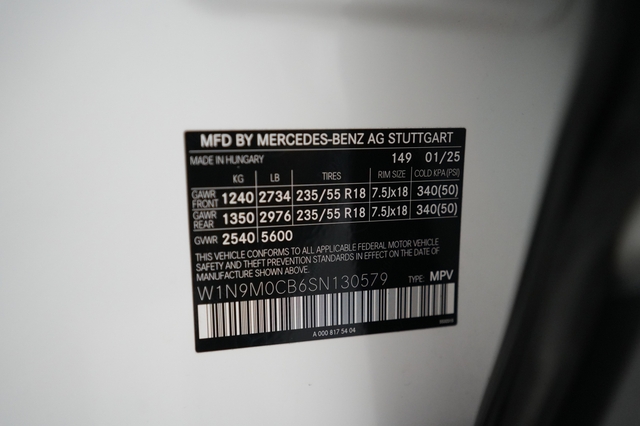 MFD BY MERCEDES-BENZ AG STUTTGART
MADE IN HUNGARY 149 01/25
KG LB TIRES RIM SIZE COLD KPA (PSI)
GAWR FRONT 1240 2734 235/55 R18 7.5Jx18 340(50)
GAWR REAR 1350 2976 235/55 R18 7.5Jx18 340(50)
GVWR 2540 5600
THIS VEHICLE CONFORMS TO ALL APPLICABLE FEDERAL MOTOR VEHICLE
SAFETY AND THEFT PREVENTION STANDARDS IN EFFECT ON THE DATE OF
MANUFACTURE SHOWN ABOVE.
W1N9M0CB6SN130579 TYPE: MPV
A 000 817 54 04